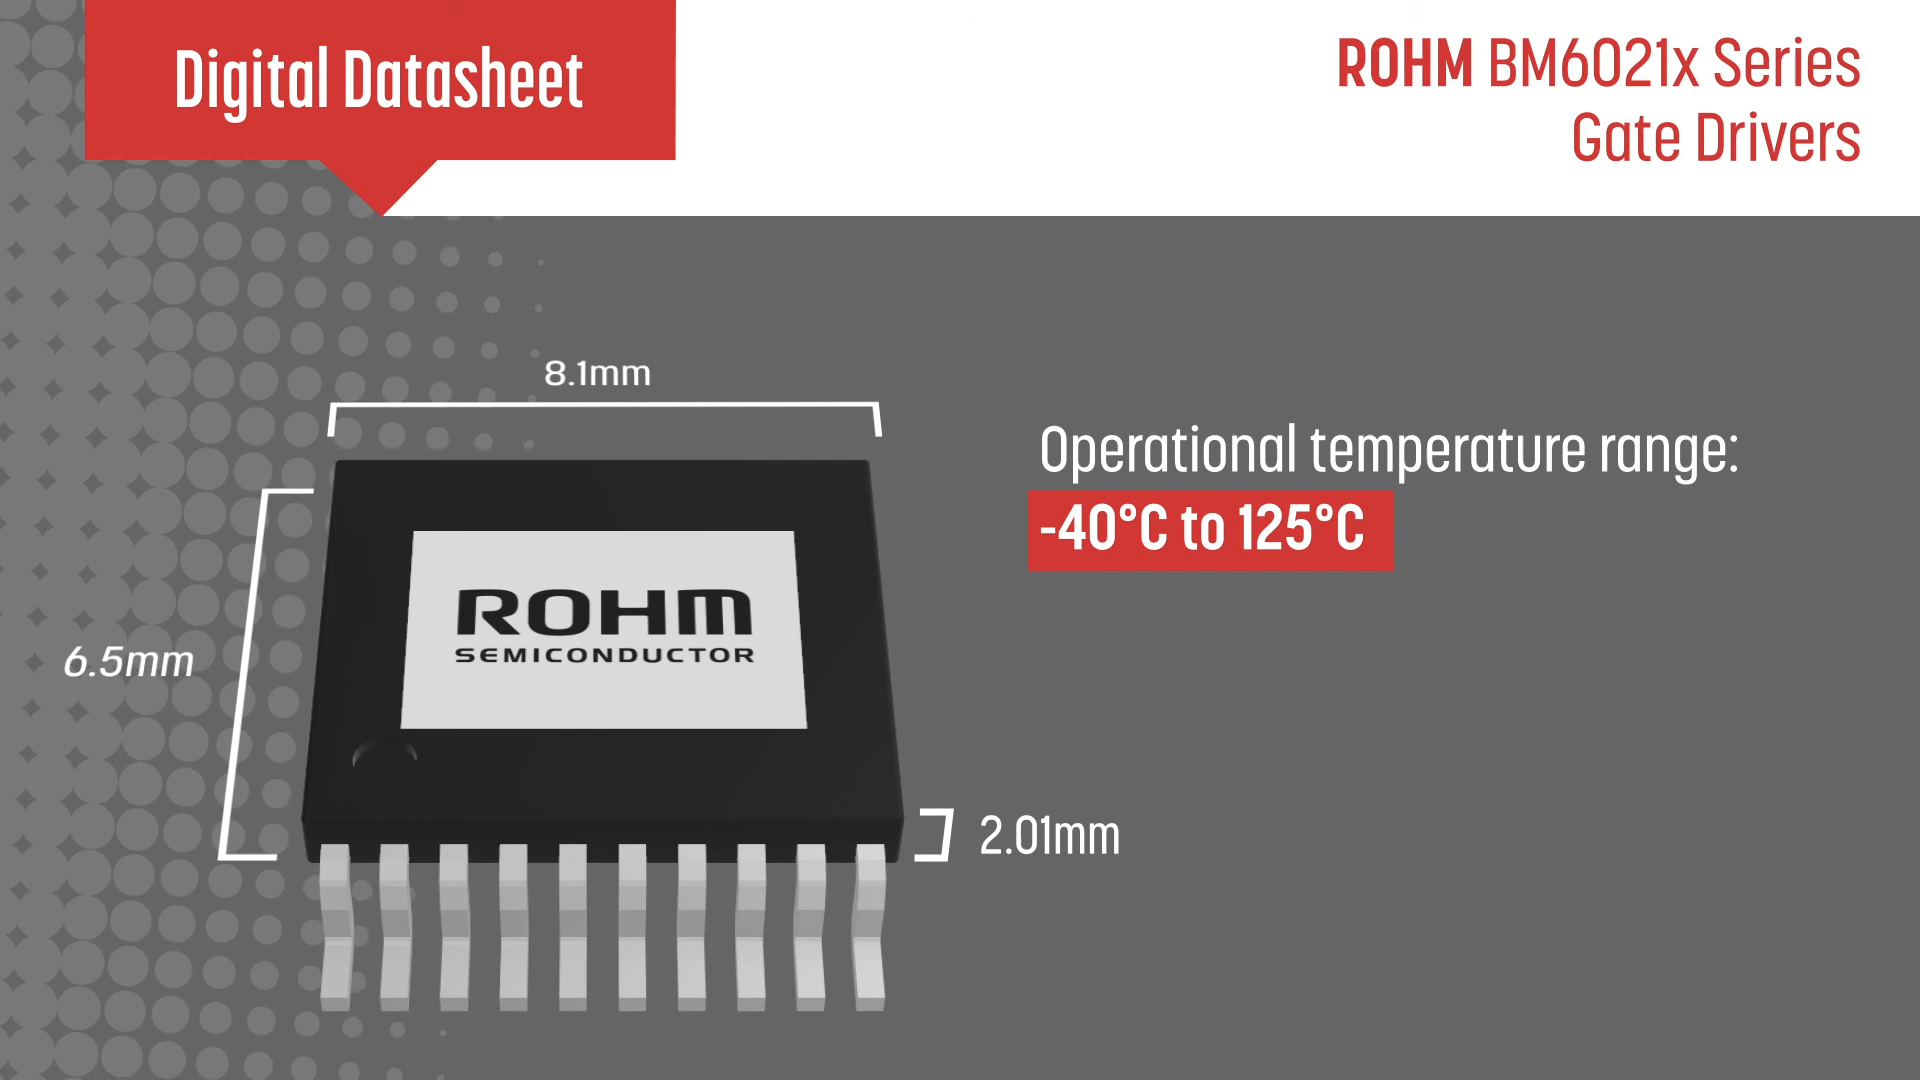 Digital Datasheet
ROHM BM6021x Series
Gate Drivers
8.1mm
Operational temperature range:
-40°C to 125°C
ROHM
SEMICONDUCTOR
6.5mm
2.01mm